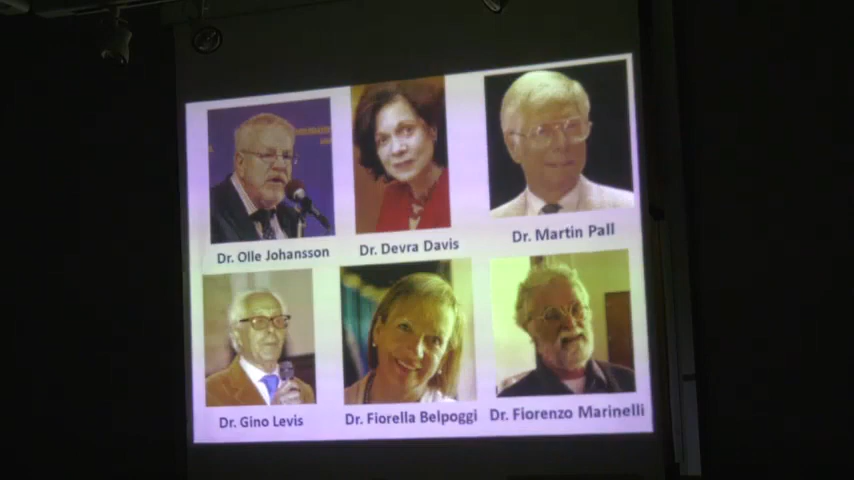 Dr. Olle Johansson
Dr. Devra Davis
Dr. Martin Pall
Dr. Gino Levis
Dr. Fiorella Belpoggi
Dr. Fiorenzo Marinelli